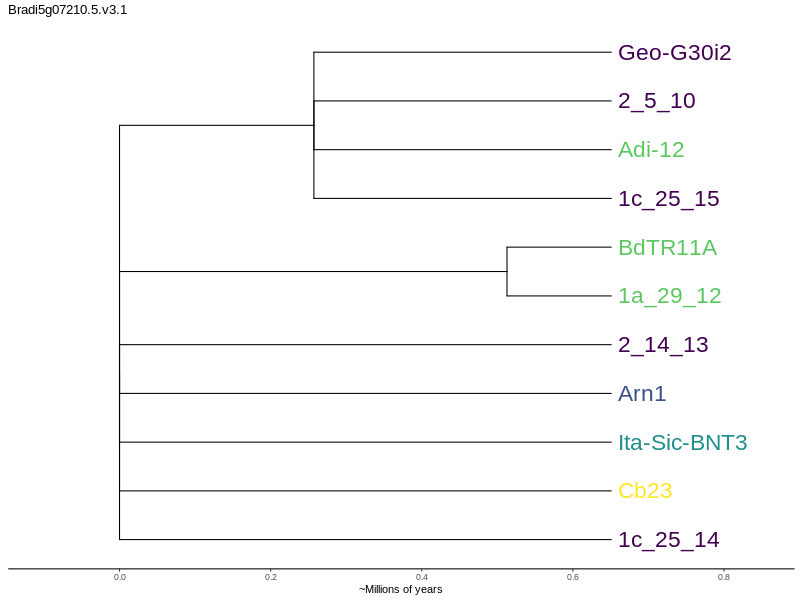 Bradi5g07210.5.v3.1
Geo-G30i2
2_5_10
Adi-12
1c_25_15
BdTR11A
1a_29_12
2_14_13
Arn1
Ita-Sic-BNT3
Cb23
1c_25_14
0.0 0.2 0.4 0.6 0.8
~Millions of years